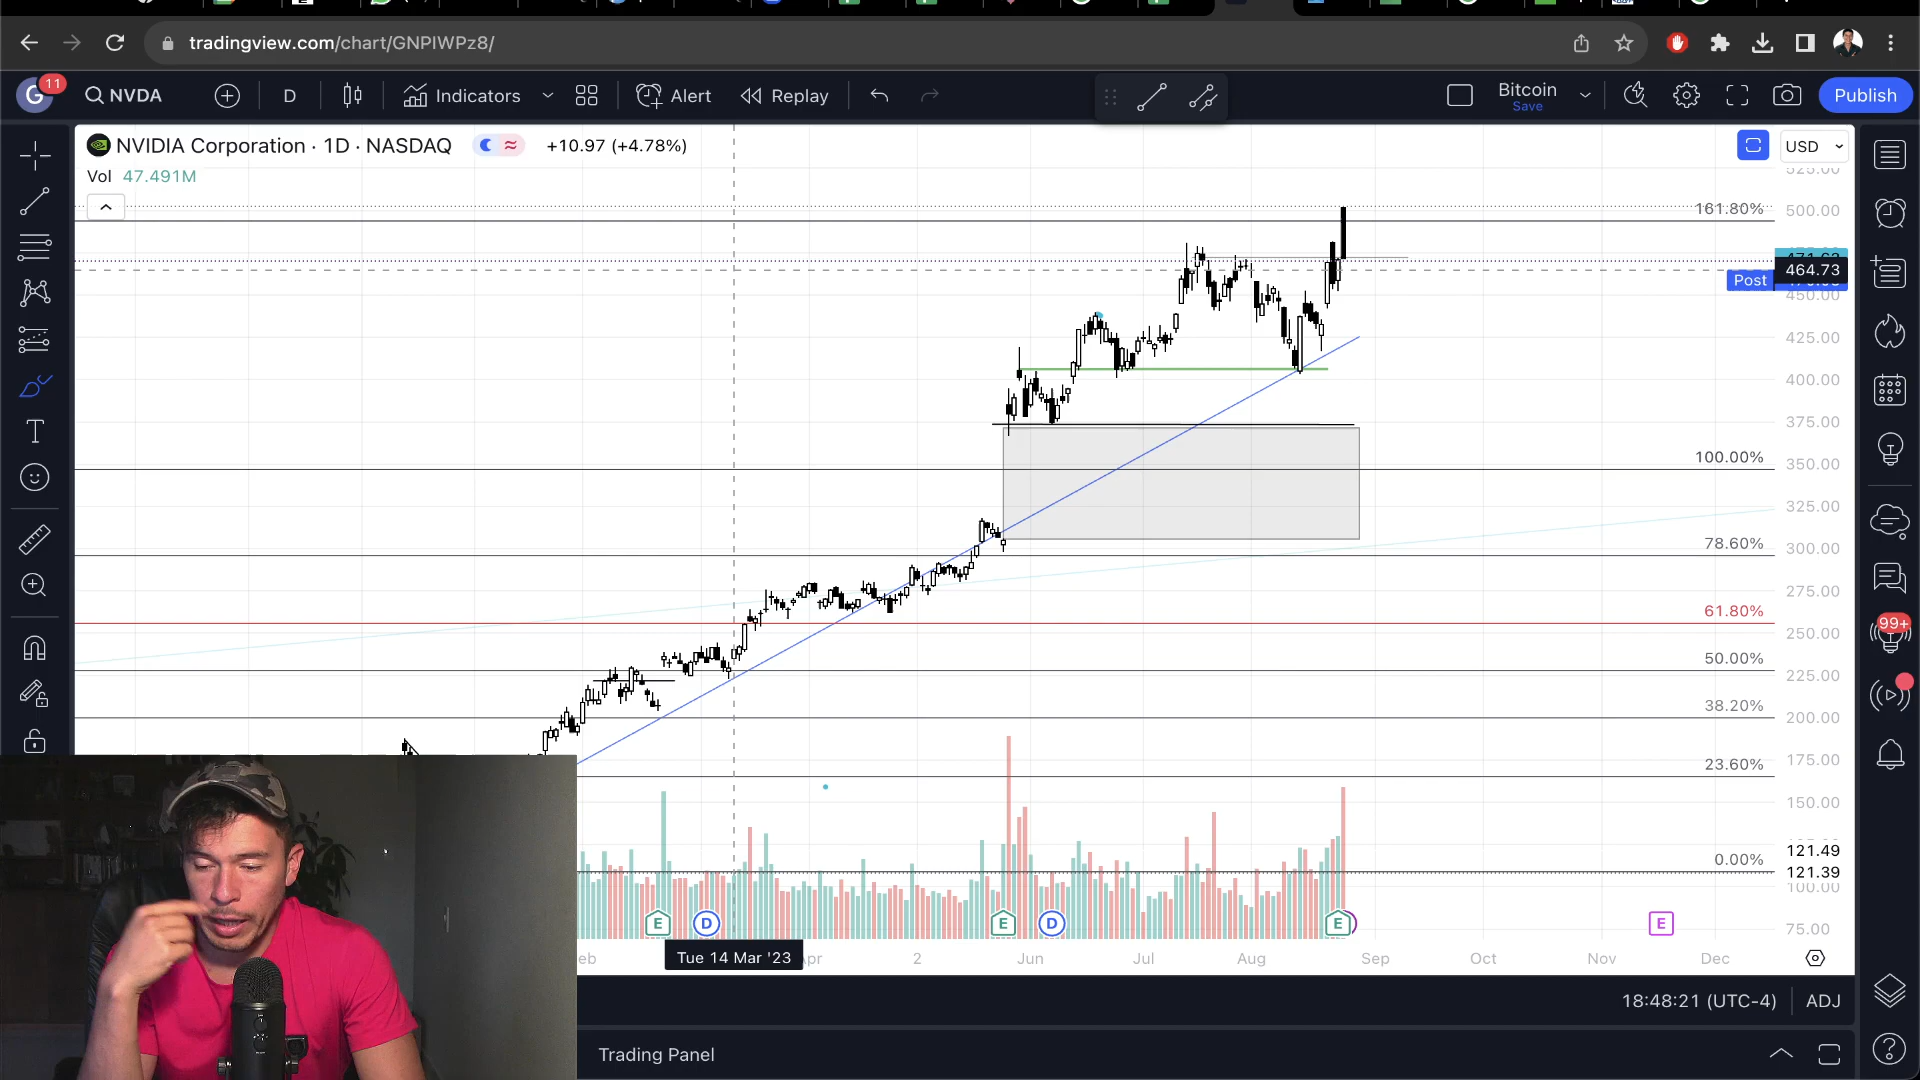 tradingview.com/chart/GNPIWPz8/
G 11 NVDA D Indicators Alert Replay Bitcoin Save Publish
NVIDIA Corporation · 1D · NASDAQ +10.97 (+4.78%) USD
Vol 47.491M
161.80% 500.00
464.73
Post
450.00
425.00
400.00
375.00
100.00% 350.00
325.00
78.60% 300.00
275.00
61.80%
250.00
50.00%
225.00
38.20%
200.00
23.60% 175.00
150.00
0.00% 121.49
121.39
100.00
75.00
E D E D E E
Tue 14 Mar '23 2 Jun Jul Aug Sep Oct Nov Dec
99+
18:48:21 (UTC-4) ADJ
Trading Panel